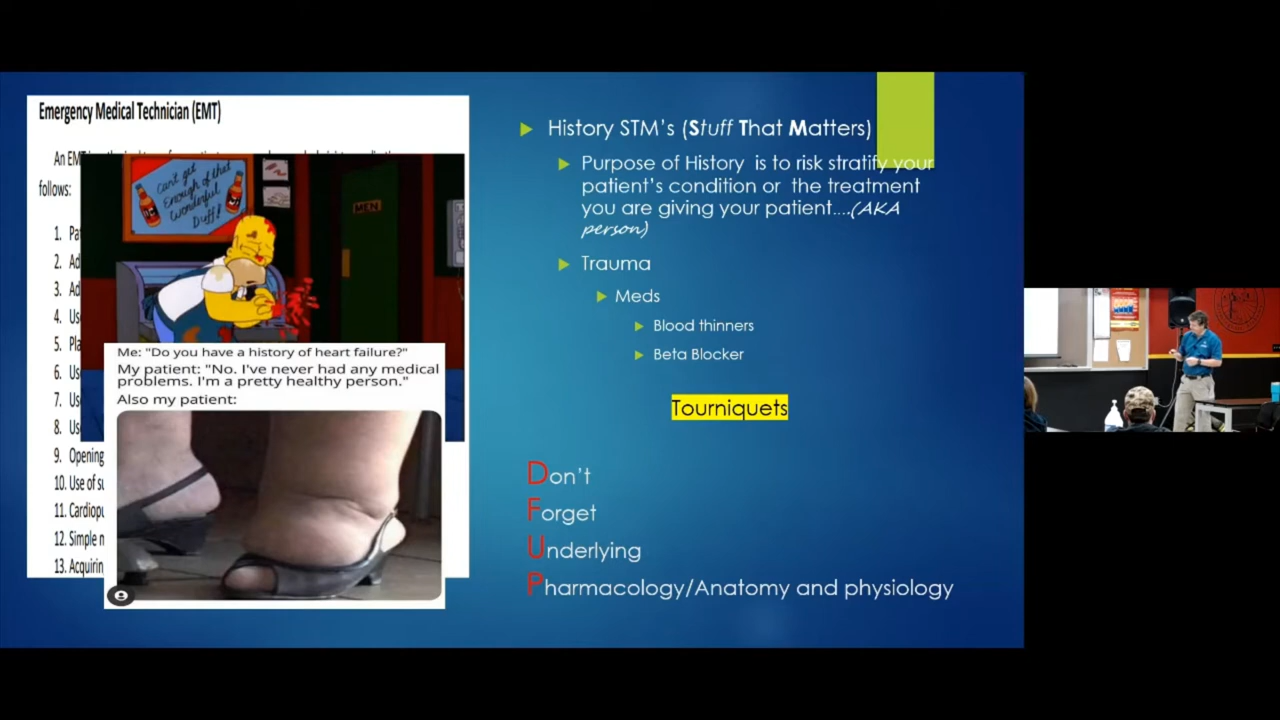 Emergency Medical Technician (EMT)
An EM
follows:
1. Pa
2. Ad
3. Ad
4. Us
5. Pla
6. Us
7. Us
8. Us
9. Opening
10. Use of su
11. Cardiopu
12. Simple n
13. Acquirin
Can't get
Enough of that
Wonderful
Duff!
MEN
Me: "Do you have a history of heart failure?"
My patient: "No. I've never had any medical
problems. I'm a pretty healthy person."
Also my patient:
History STM's (Stuff That Matters)
Purpose of History is to risk stratify your
patient's condition or the treatment
you are giving your patient....(AKA
person)
Trauma
Meds
Blood thinners
Beta Blocker
Tourniquets
Don't
Forget
Underlying
Pharmacology/Anatomy and physiology